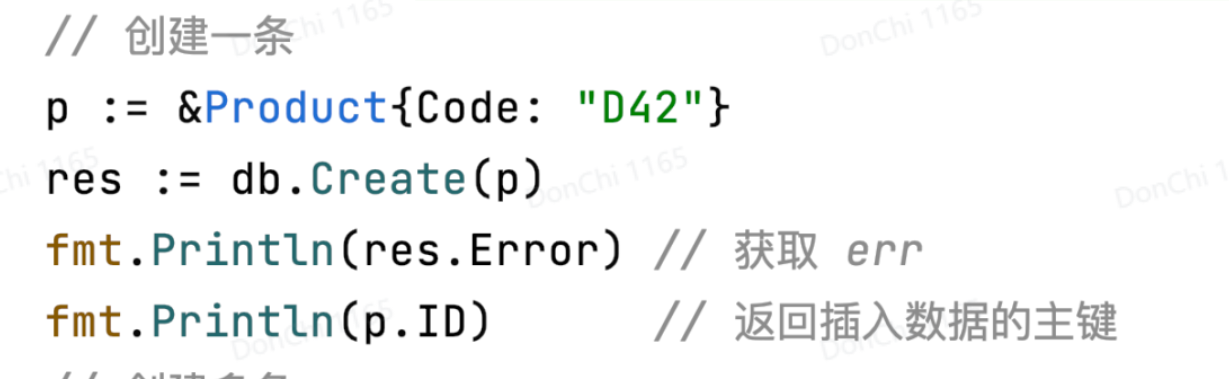 // 创建一条
p := &Product{Code: "D42"}
res := db.Create(p)
fmt.Println(res.Error) // 获取 err
fmt.Println(p.ID)      // 返回插入数据的主键
DonChi 1165
DonChi 1165
DonChi 1165
DonChi 1165
DonChi 1165